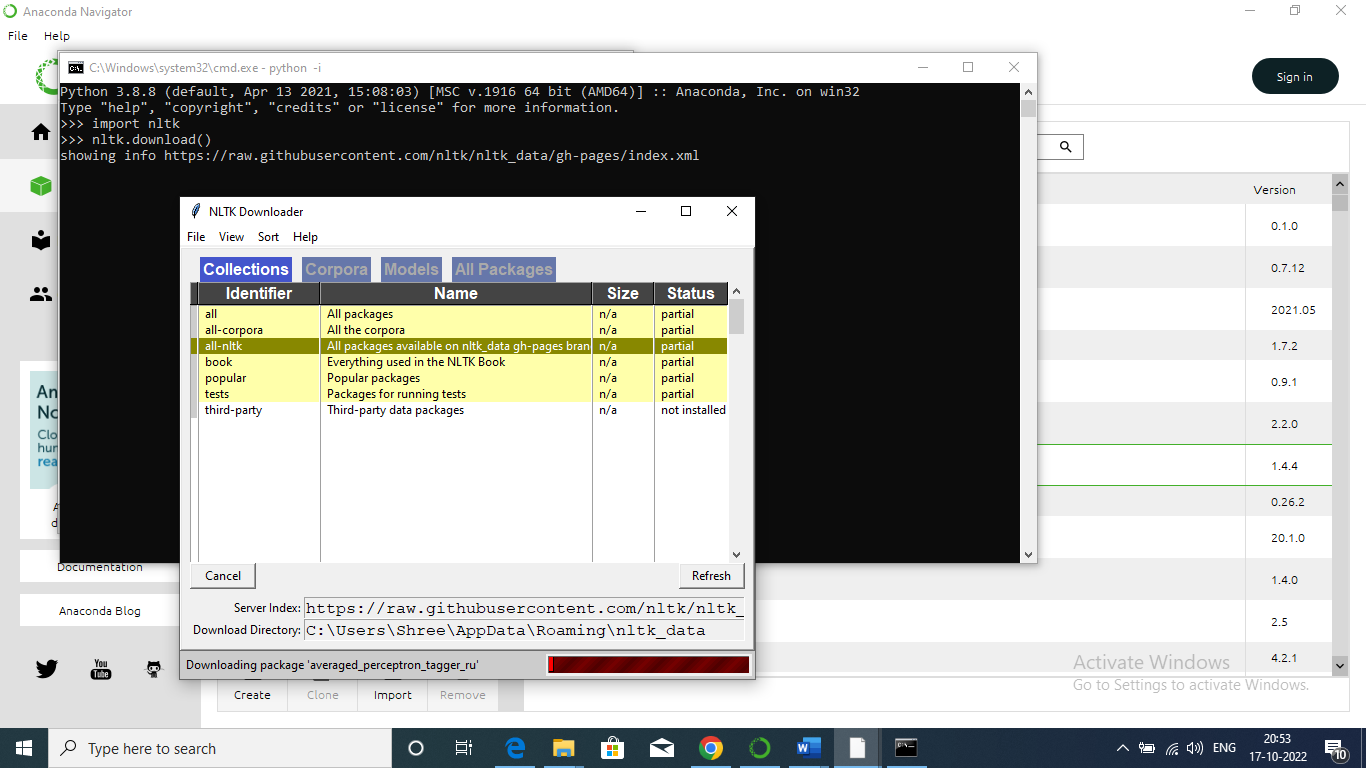 Anaconda Navigator
File Help
Sign in
C:\Windows\system32\cmd.exe - python -i
Python 3.8.8 (default, Apr 13 2021, 15:08:03) [MSC v.1916 64 bit (AMD64)] :: Anaconda, Inc. on win32
Type "help", "copyright", "credits" or "license" for more information.
>>> import nltk
>>> nltk.download()
showing info https://raw.githubusercontent.com/nltk/nltk_data/gh-pages/index.xml
NLTK Downloader
File View Sort Help
Collections Corpora Models All Packages
Identifier Name Size Status
all All packages n/a partial
all-corpora All the corpora n/a partial
all-nltk All packages available on nltk_data gh-pages bran n/a partial
book Everything used in the NLTK Book n/a partial
popular Popular packages n/a partial
tests Packages for running tests n/a partial
third-party Third-party data packages n/a not installed
Cancel Refresh
Server Index: https://raw.githubusercontent.com/nltk/nltk_
Download Directory: C:\Users\Shree\AppData\Roaming\nltk_data
Downloading package 'averaged_perceptron_tagger_ru'
Version
0.1.0
0.7.12
2021.05
1.7.2
0.9.1
2.2.0
1.4.4
0.26.2
20.1.0
1.4.0
2.5
4.2.1
An
Nc
Clo
hur
rea
Documentation
Anaconda Blog
You
Tube
Create Clone Import Remove
Activate Windows
Go to Settings to activate Windows.
Type here to search
ENG
20:53
17-10-2022
10